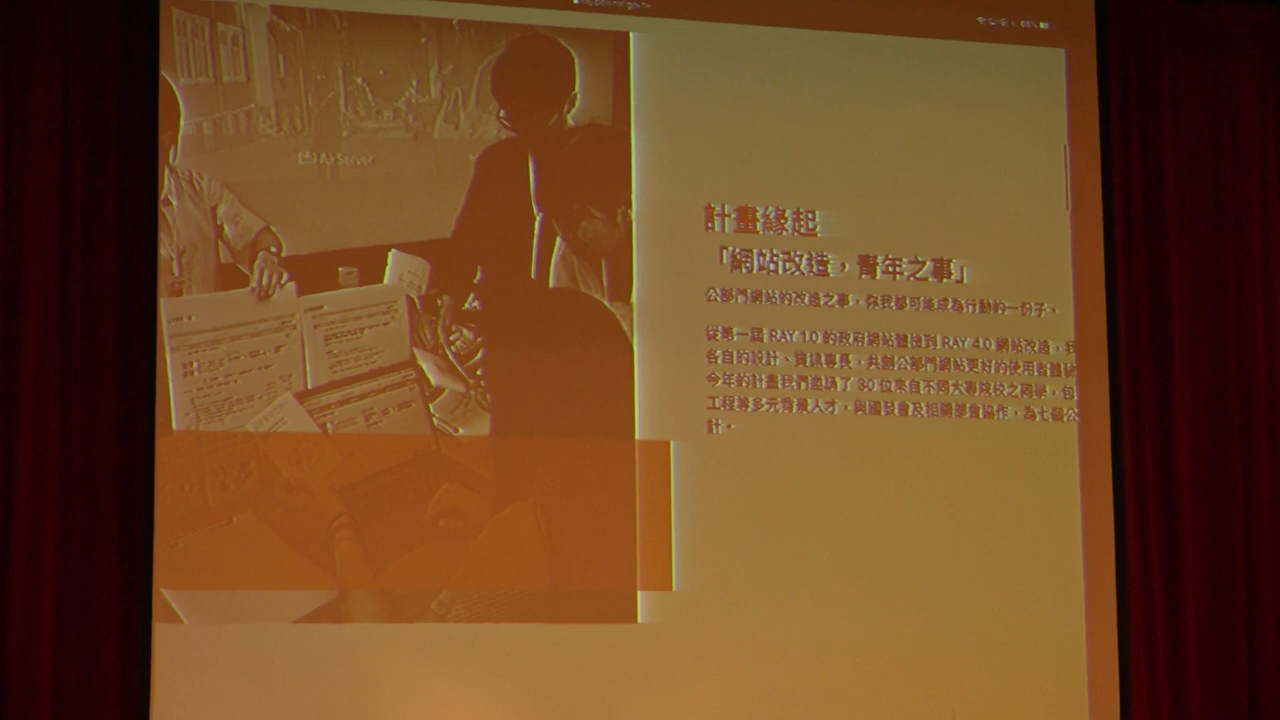 68%
Air Server
計畫緣起
「網站改造,青年之事」
公部門網站的改造之事,你我都可能成為行動的一份子。
從第一屆 RAY 1.0 的政府網站體檢到 RAY 4.0 網站改造,我
各自的設計、資訊專長,共創公部門網站更好的使用者體驗
今年的計畫我們邀請了 30 位來自不同大專院校之同學,包
工程等多元背景人才,與國發會及相關部會協作,為七個公
計。